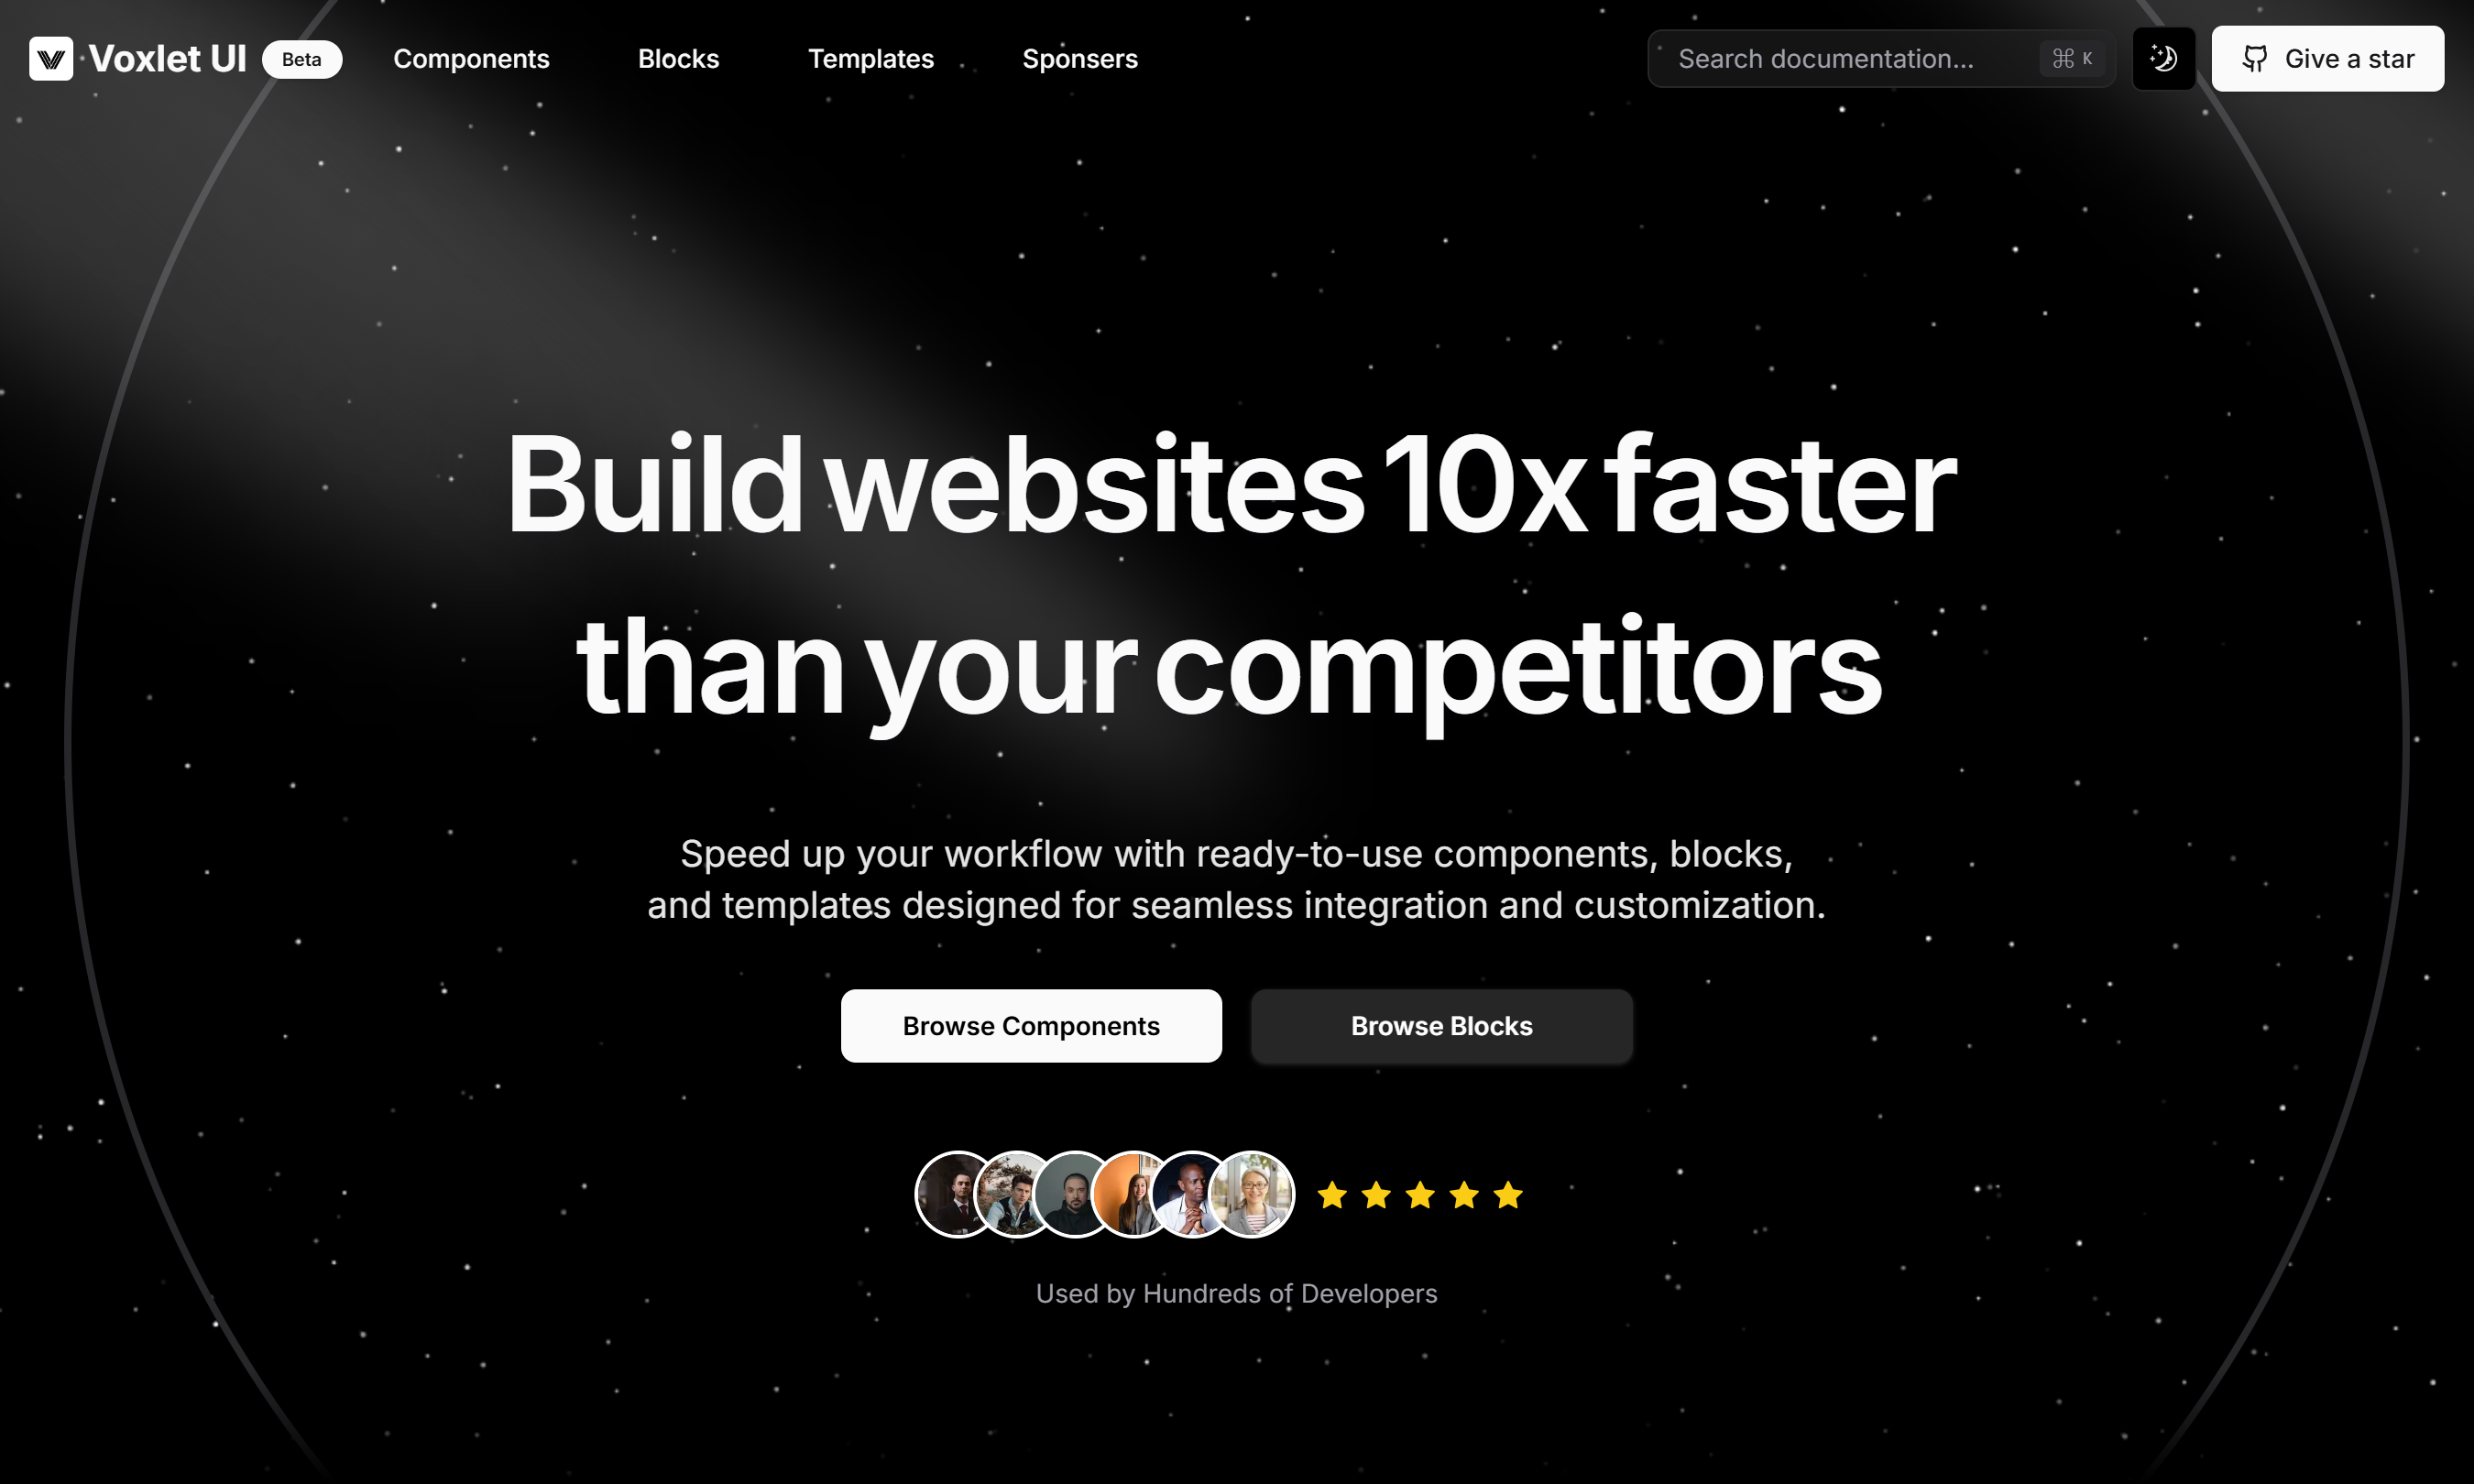 Voxlet UI Beta Components Blocks Templates Sponsers Search documentation... ⌘ K Give a star
Build websites 10x faster
than your competitors
Speed up your workflow with ready-to-use components, blocks,
and templates designed for seamless integration and customization.
Browse Components Browse Blocks
Used by Hundreds of Developers